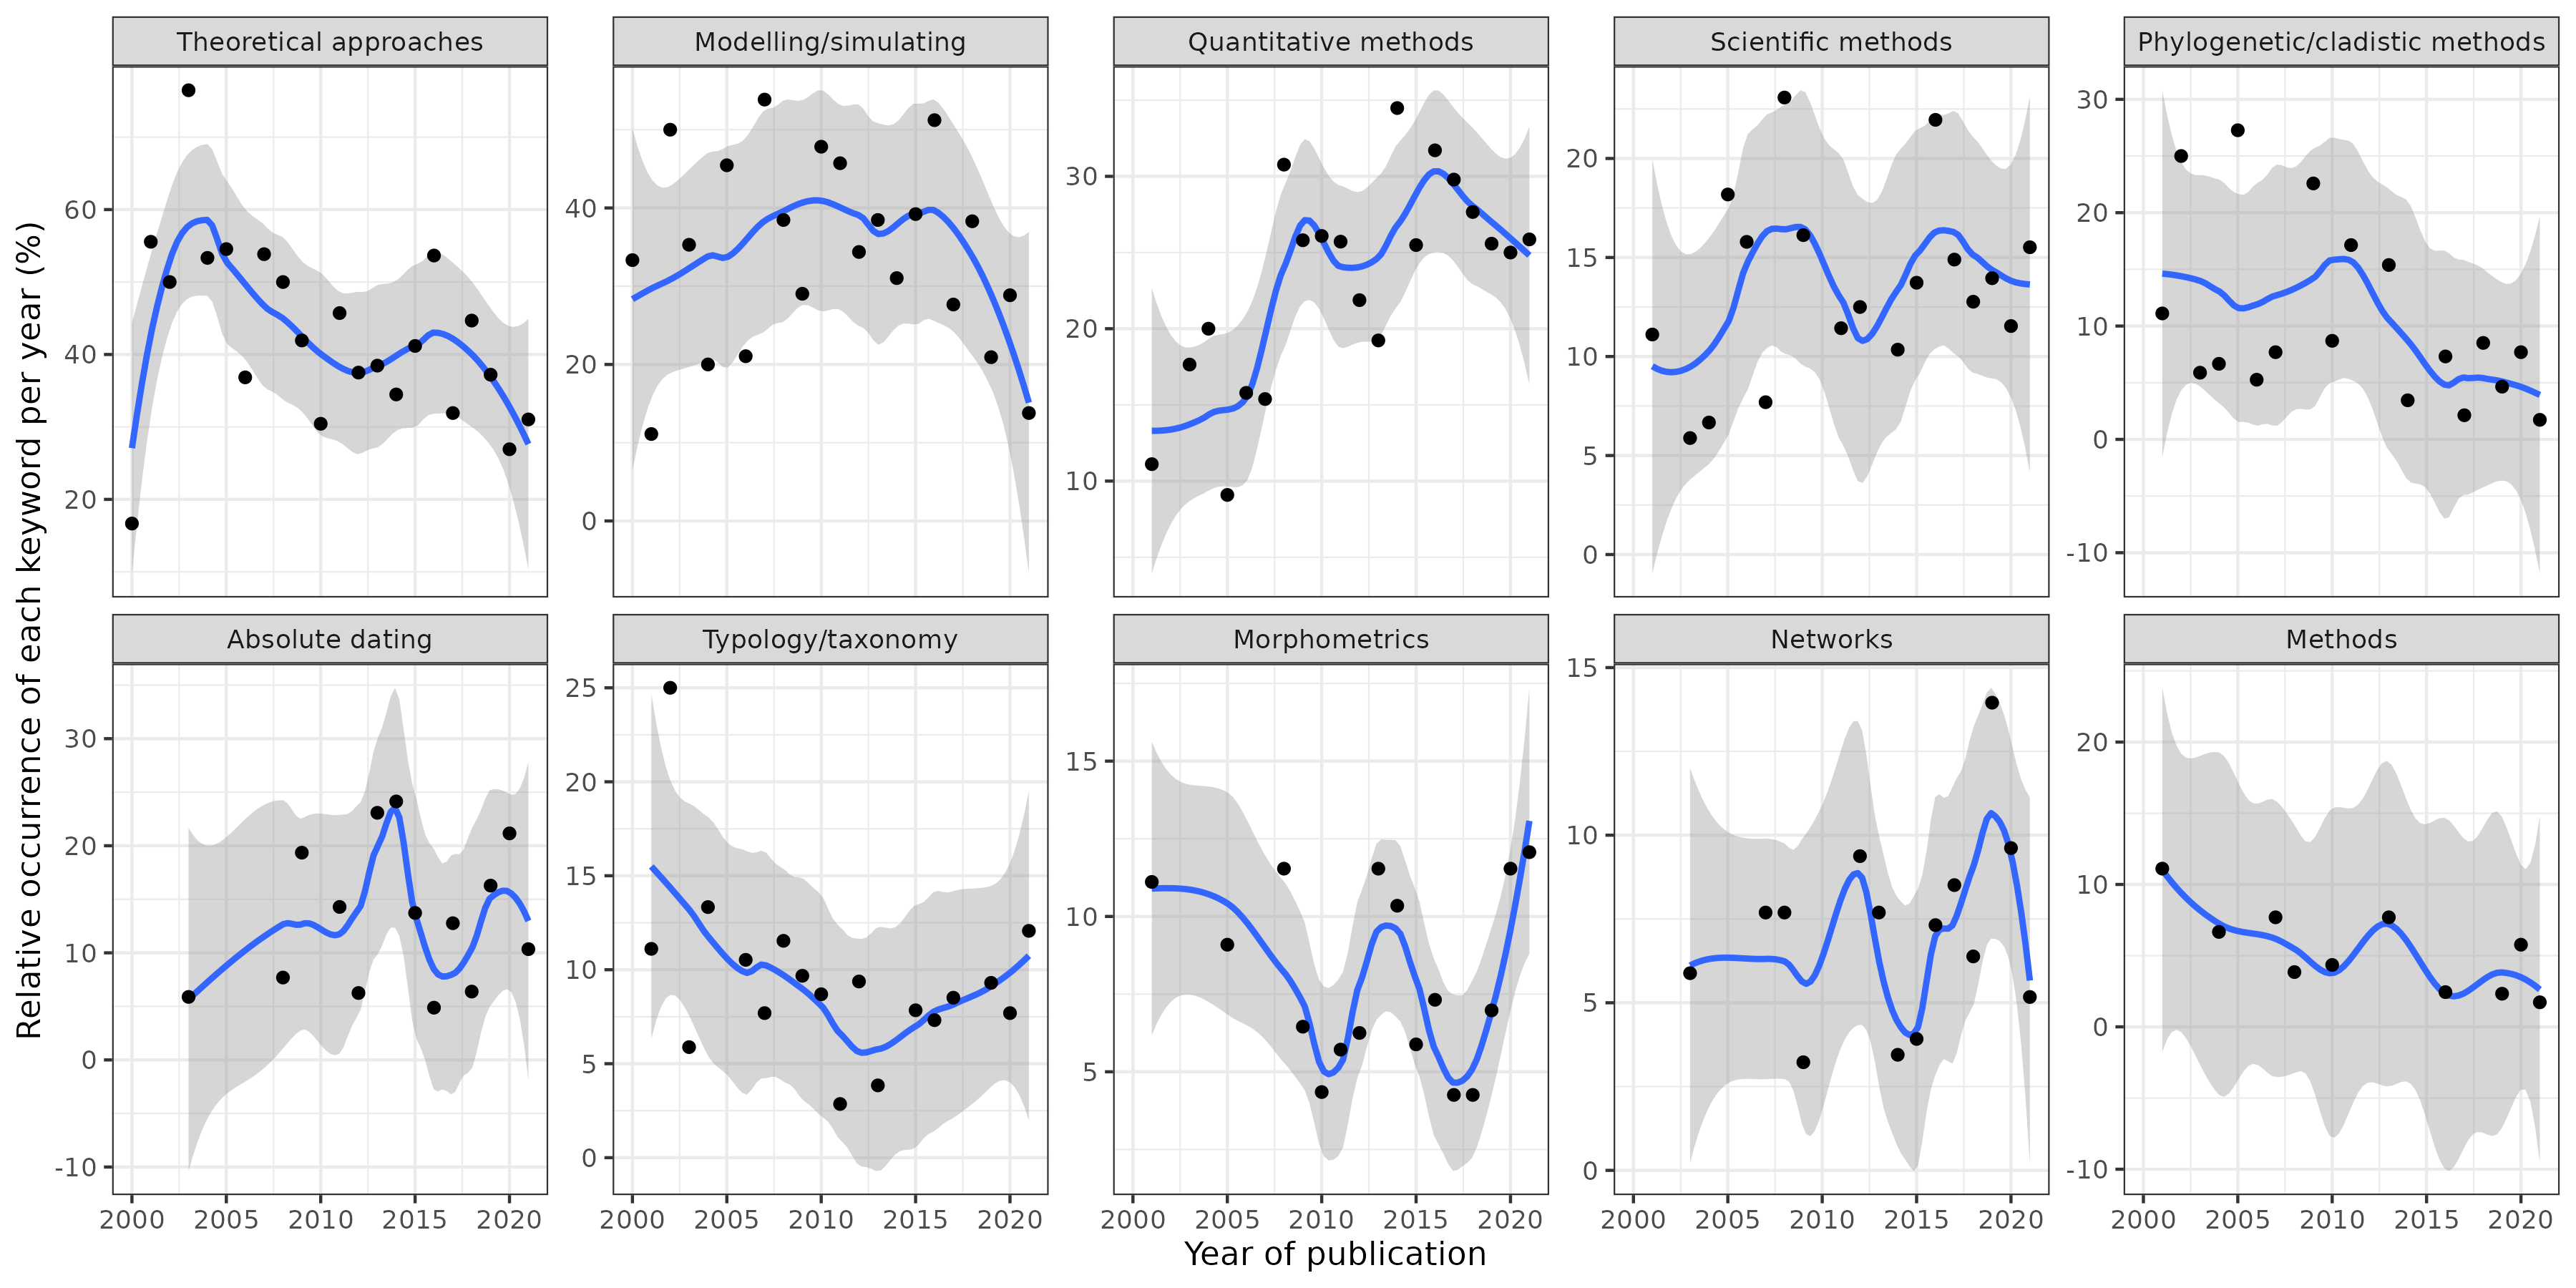 Theoretical approaches
Modelling/simulating
Quantitative methods
Scientific methods
Phylogenetic/cladistic methods
60
40
20
40
20
0
30
20
10
20
15
10
5
0
30
20
10
0
-10
Relative occurrence of each keyword per year (%)
Absolute dating
Typology/taxonomy
Morphometrics
Networks
Methods
30
20
10
0
-10
25
20
15
10
5
0
15
10
5
15
10
5
0
20
10
0
-10
2000 2005 2010 2015 2020
2000 2005 2010 2015 2020
2000 2005 2010 2015 2020
2000 2005 2010 2015 2020
2000 2005 2010 2015 2020
Year of publication